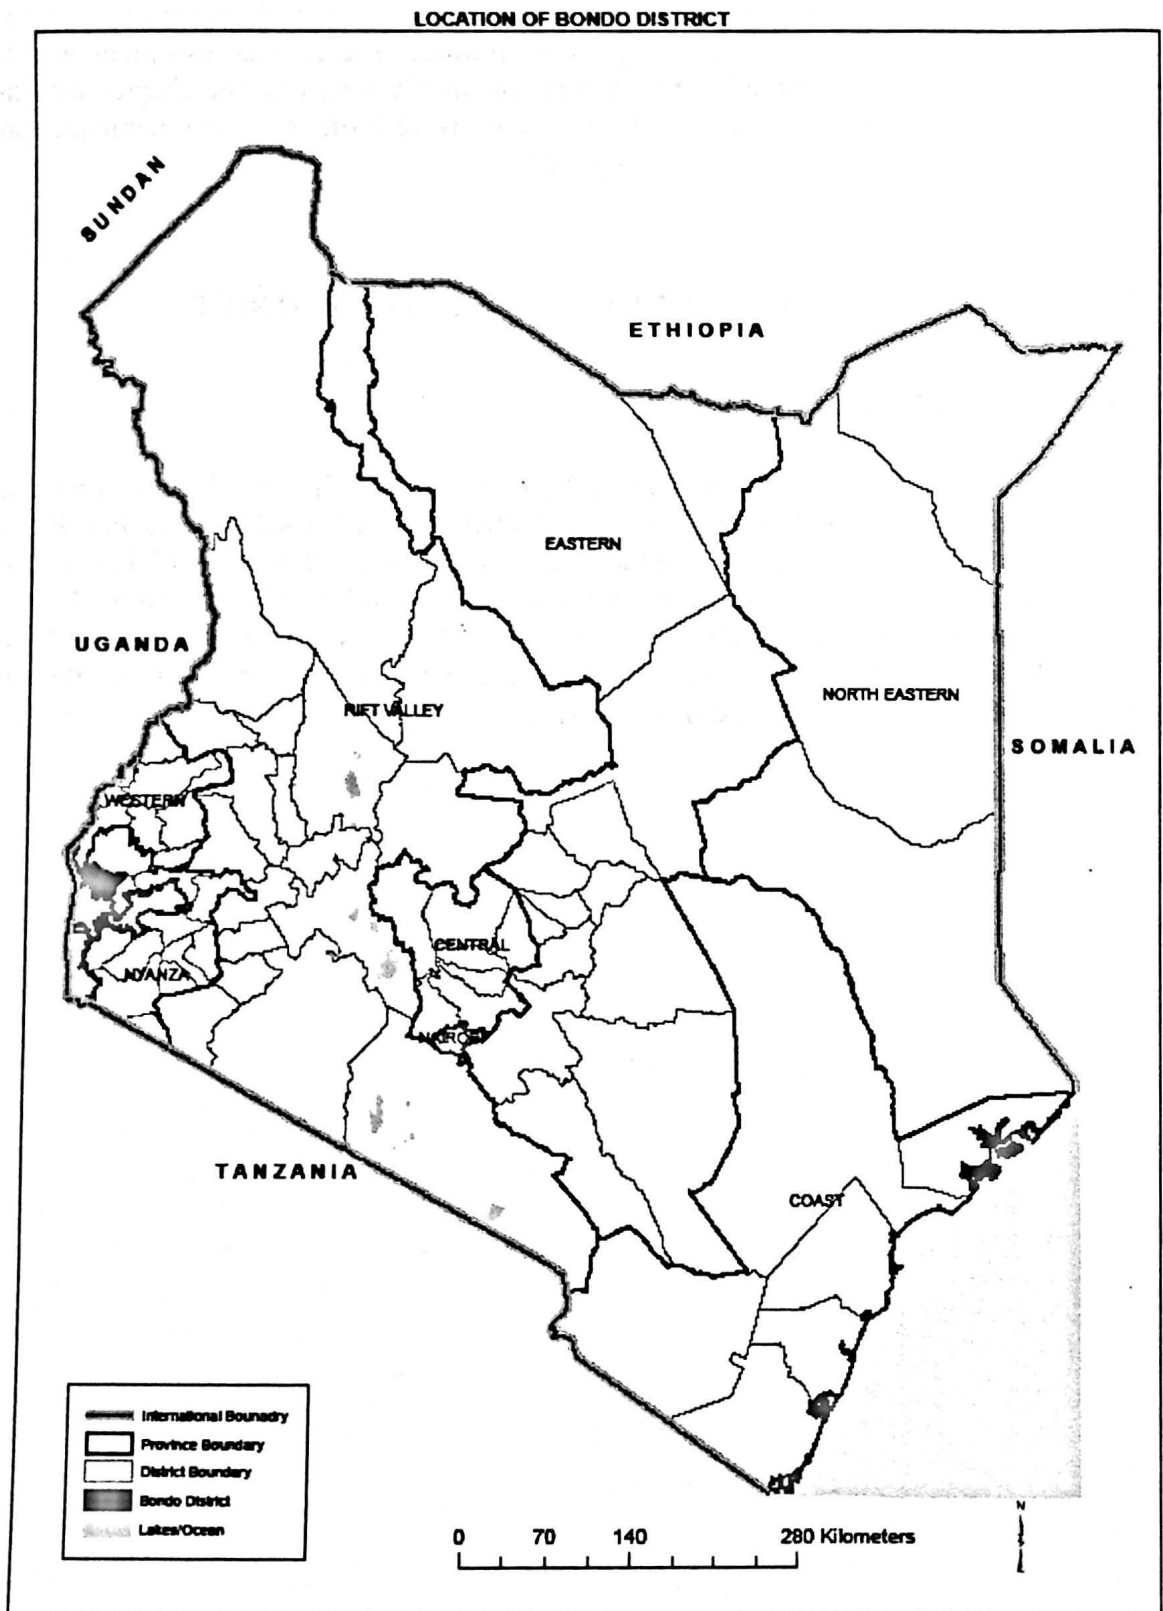 LOCATION OF BONDO DISTRICT
SUNDAN
ETHIOPIA
EASTERN
UGANDA
RIFT VALLEY
NORTH EASTERN
SOMALIA
WESTERN
CENTRAL
NYANZA
NAIROBI
TANZANIA
COAST
International Bounadry
Province Boundary
District Boundary
Bondo District
Lakes/Ocean
0 70 140 280 Kilometers
N